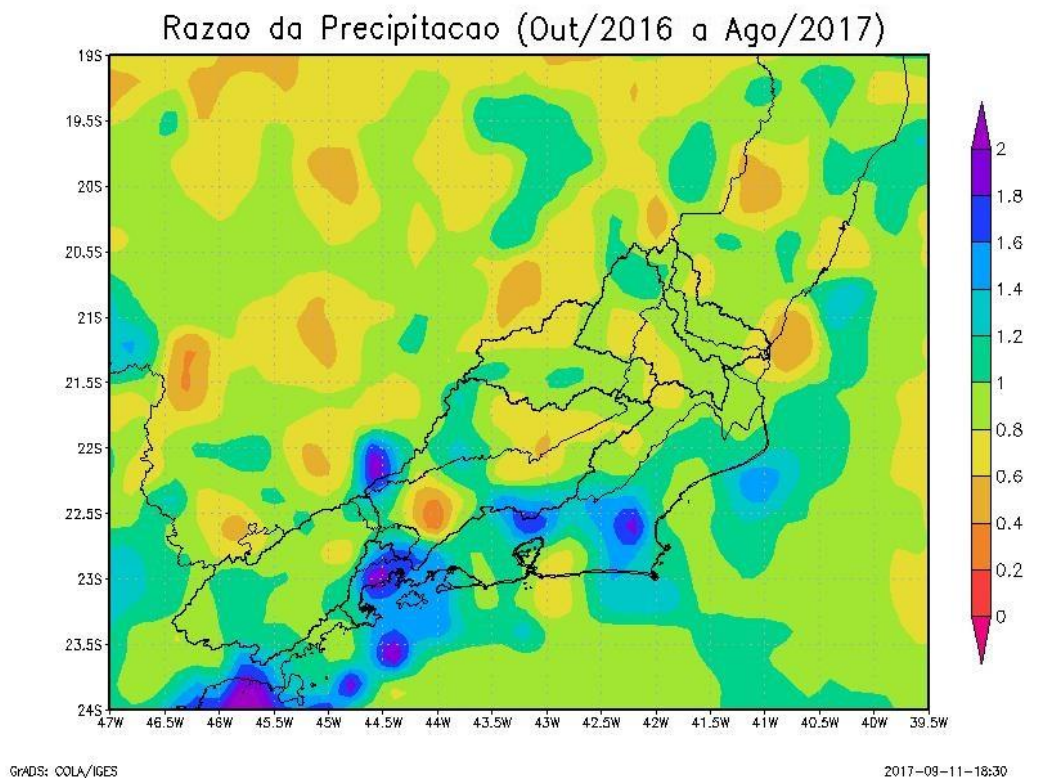 Razao da Precipitacao (Out/2016 a Ago/2017)
19S
19.5S
20S
20.5S
21S
21.5S
22S
22.5S
23S
23.5S
24S
47W 46.5W 46W 45.5W 45W 44.5W 44W 43.5W 43W 42.5W 42W 41.5W 41W 40.5W 40W 39.5W
2
1.8
1.6
1.4
1.2
1
0.8
0.6
0.4
0.2
0
GrADS: COLA/IGES 2017-09-11-18:30